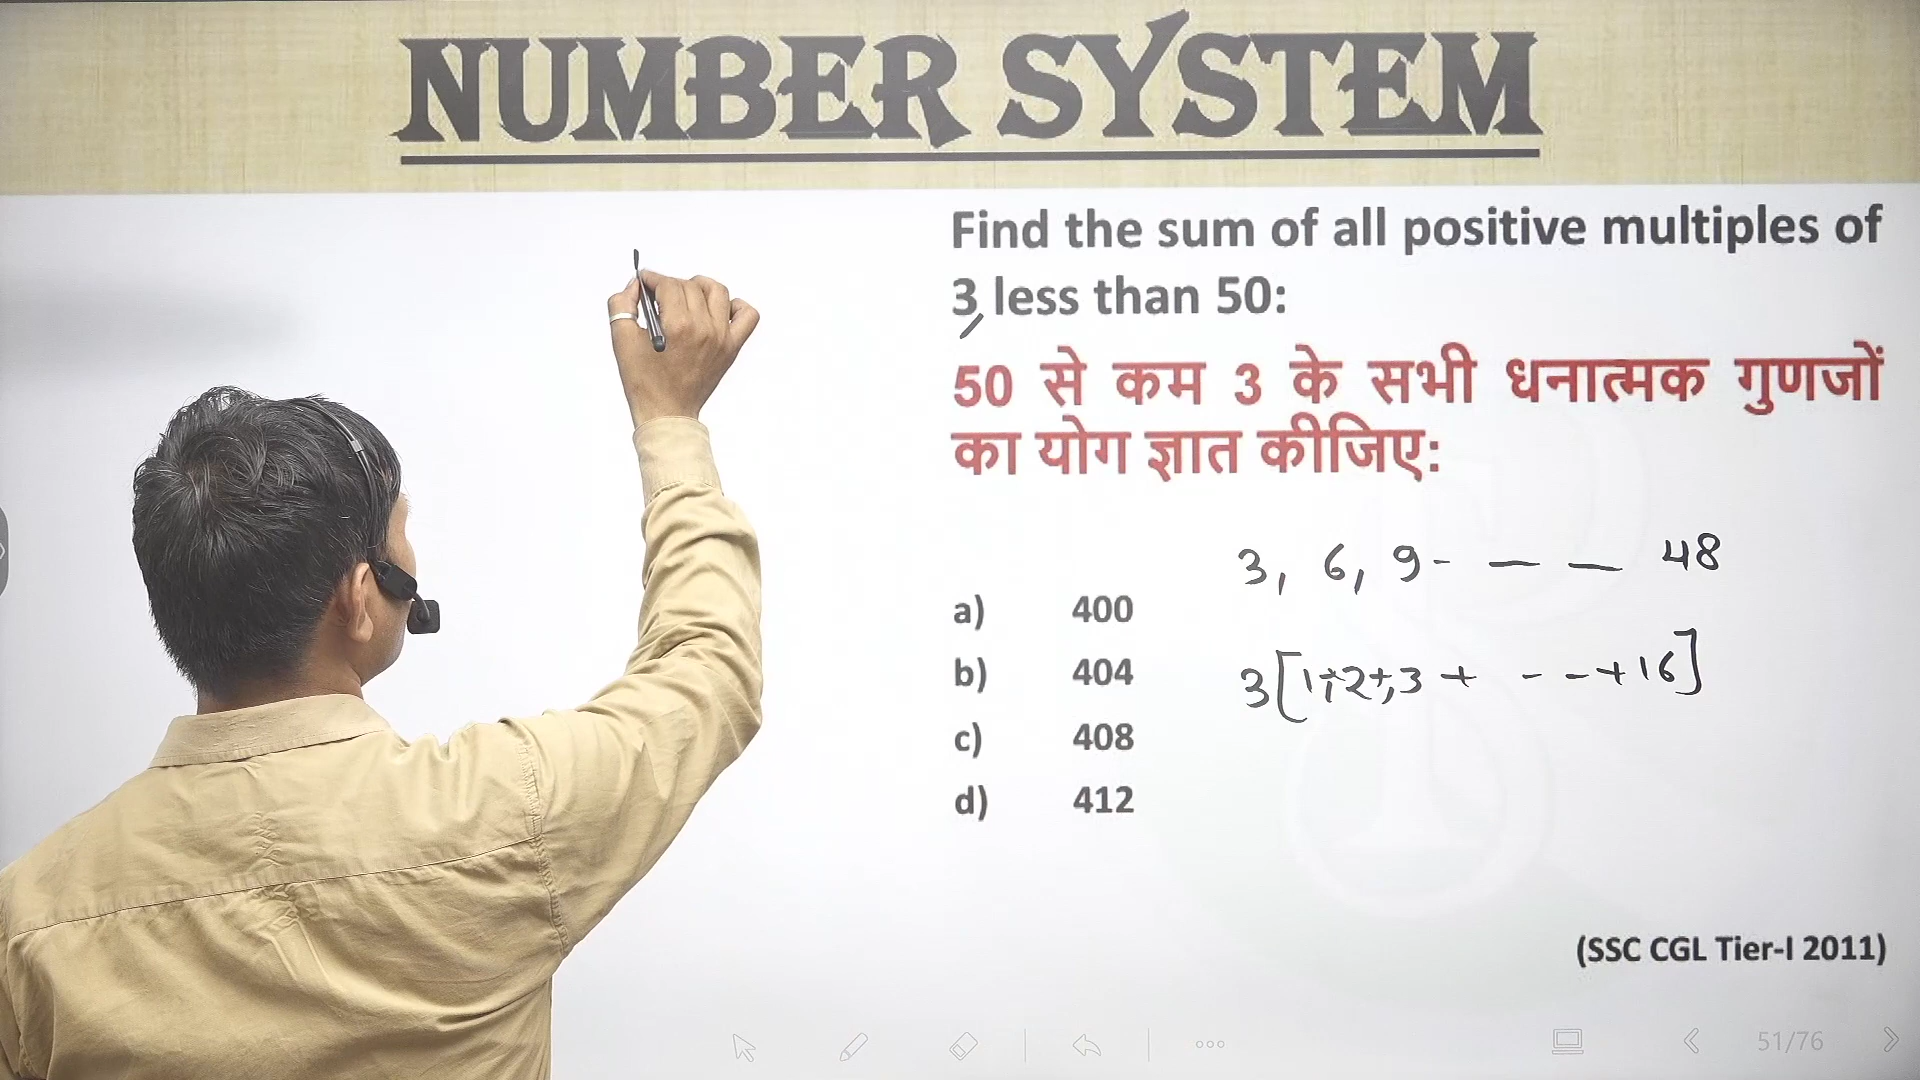 NUMBER SYSTEM
Find the sum of all positive multiples of
3, less than 50:
50 से कम 3 के सभी धनात्मक गुणजों
का योग ज्ञात कीजिए:
3, 6, 9 - — — 48
a) 400
b) 404
3[1+2+3 + - - + 16]
c) 408
d) 412
(SSC CGL Tier-I 2011)
51/76